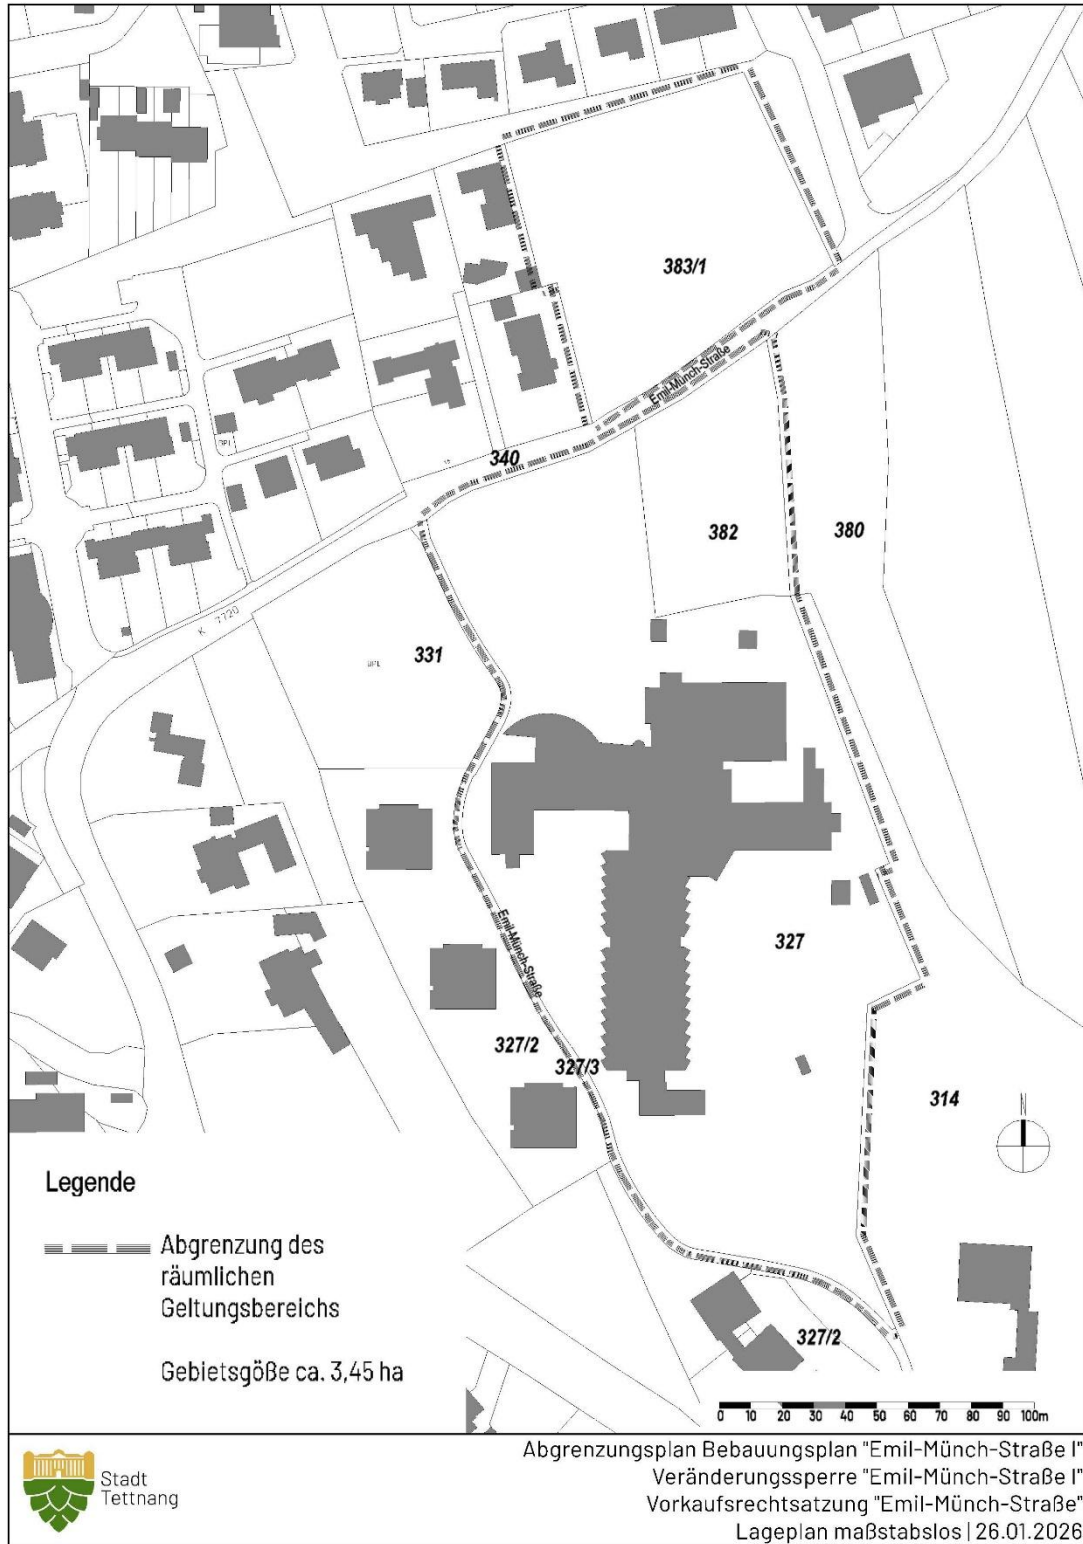 383/1
Emil-Münch-Straße
340
382
380
K 7720
331
327
Emil-Münch-Straße
327/2
327/3
314
N
Legende
Abgrenzung des
räumlichen
Geltungsbereichs
Gebietsgöße ca. 3,45 ha
327/2
0 10 20 30 40 50 60 70 80 90 100m
Stadt
Tettnang
Abgrenzungsplan Bebauungsplan "Emil-Münch-Straße I"
Veränderungssperre "Emil-Münch-Straße I"
Vorkaufsrechtsatzung "Emil-Münch-Straße"
Lageplan maßstabslos | 26.01.2026